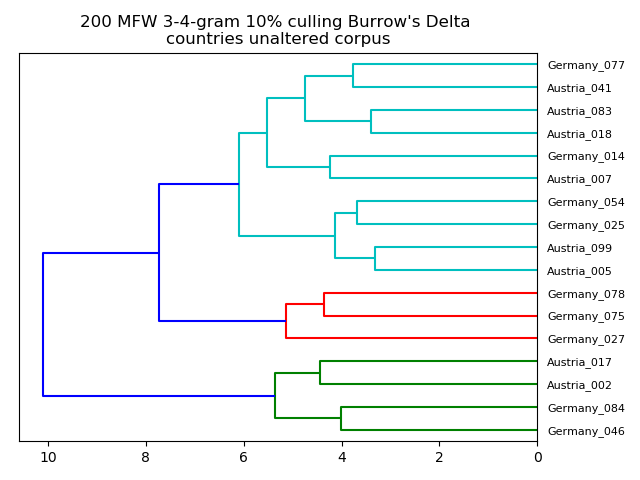 200 MFW 3-4-gram 10% culling Burrow's Delta
countries unaltered corpus
Germany_077
Austria_041
Austria_083
Austria_018
Germany_014
Austria_007
Germany_054
Germany_025
Austria_099
Austria_005
Germany_078
Germany_075
Germany_027
Austria_017
Austria_002
Germany_084
Germany_046
10 8 6 4 2 0